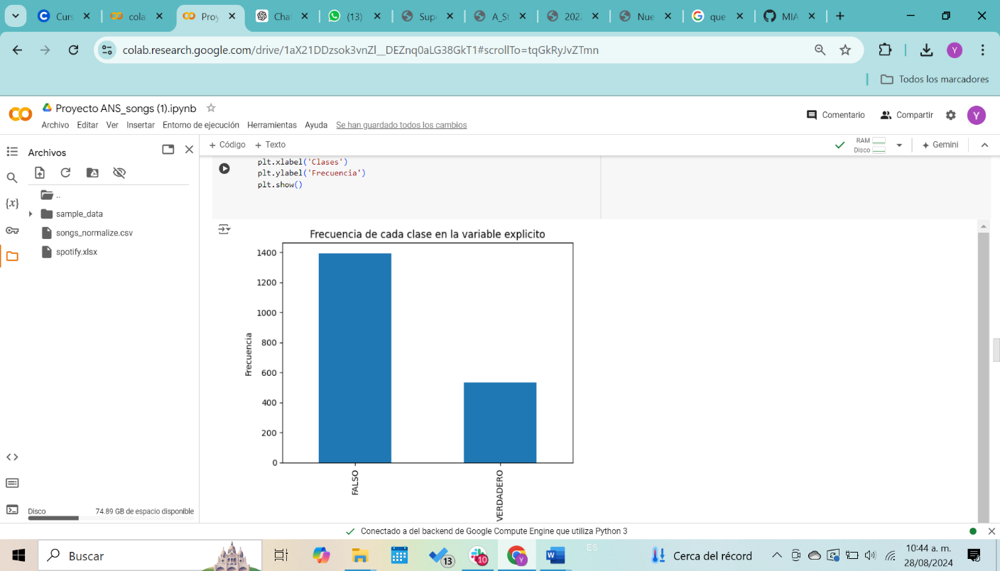 Curs
cola
Proy
Chat
(13)
Sup
A_St
202
Nue
que
MIA
colab.research.google.com/drive/1aX21DDzsok3vnZl__DEZnq0aLG38GkT1#scrollTo=tqGkRyJvZTmn
Y
Todos los marcadores
Proyecto ANS_songs (1).ipynb
Comentario
Compartir
Y
Archivo Editar Ver Insertar Entorno de ejecución Herramientas Ayuda Se han guardado todos los cambios
Archivos
+ Código + Texto
RAM
Disco
Gemini
..
sample_data
songs_normalize.csv
spotify.xlsx
{x}
plt.xlabel('Clases')
plt.ylabel('Frecuencia')
plt.show()
Frecuencia de cada clase en la variable explicito
1400
1200
1000
800
600
400
200
0
Frecuencia
FALSO
VERDADERO
Disco 74.89 GB de espacio disponible
Conectado a del backend de Google Compute Engine que utiliza Python 3
Buscar
13
10
Y
ES
Cerca del récord
10:44 a. m.
28/08/2024